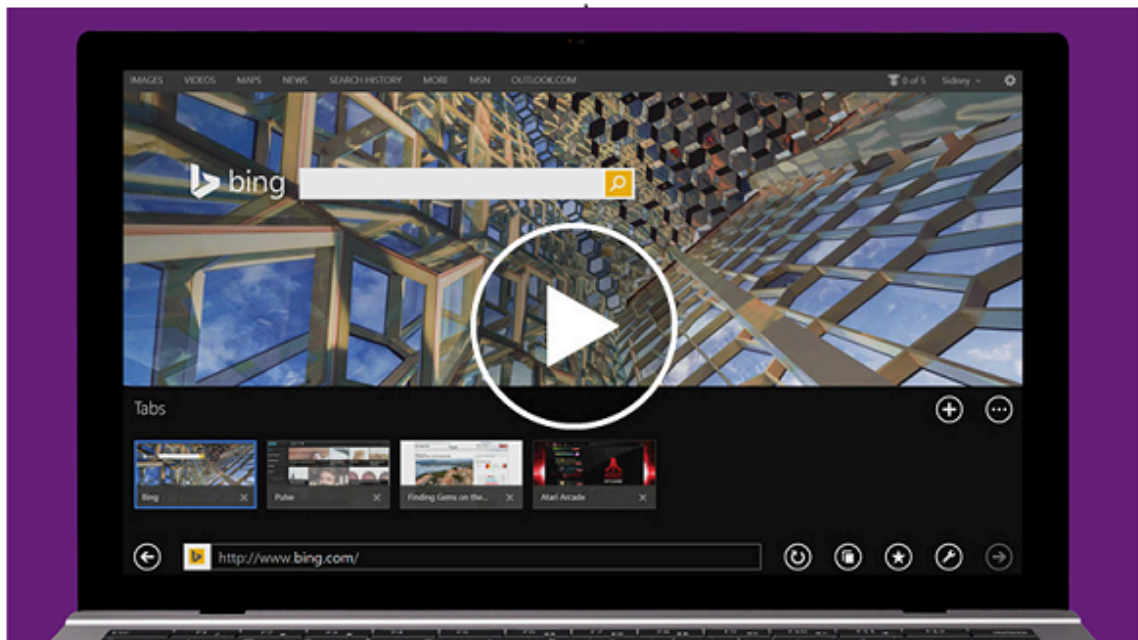 IMAGES VIDEOS MAPS NEWS SEARCH HISTORY MORE MSN OUTLOOK.COM 0 of 5 Sidney
bing
Tabs
Bing Pulse Finding Gems on the... Atari Arcade
http://www.bing.com/